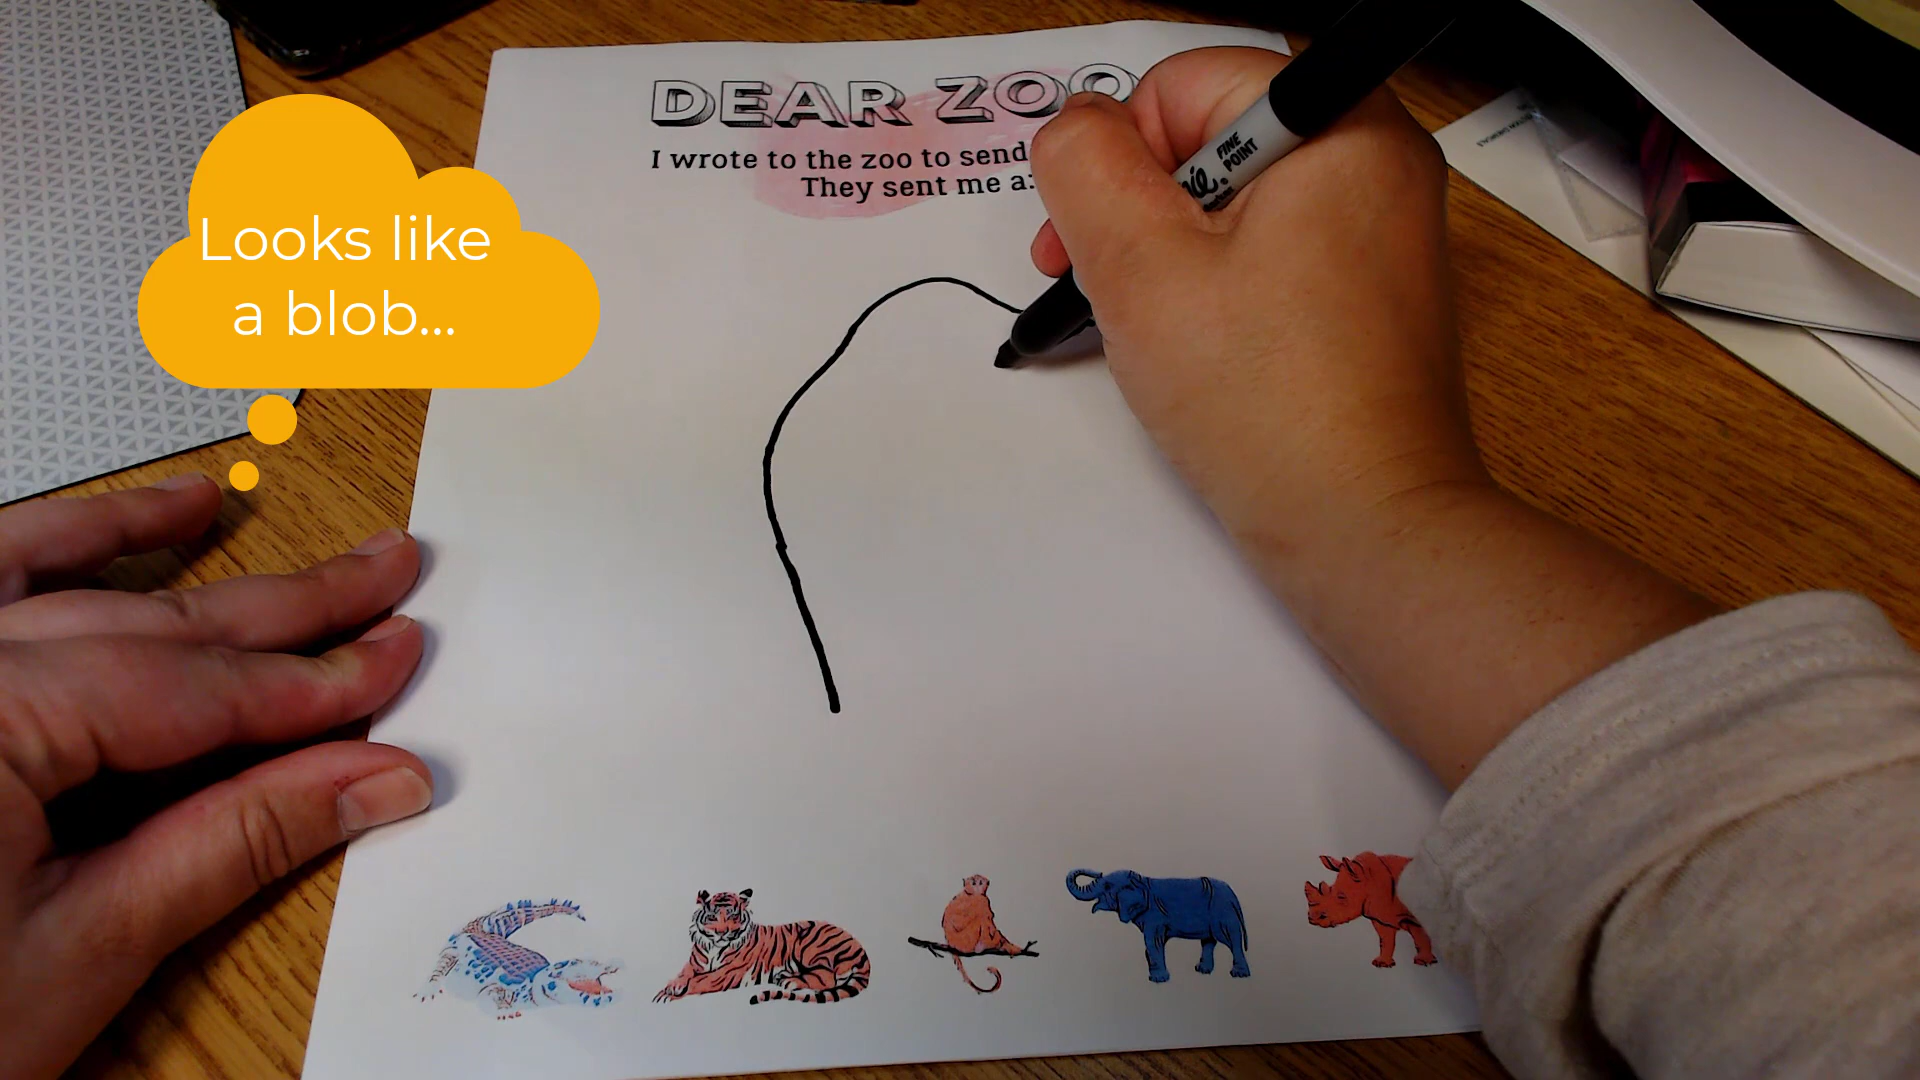 DEAR ZOO
I wrote to the zoo to send
They sent me a:
Looks like
a blob...
FINE
POINT